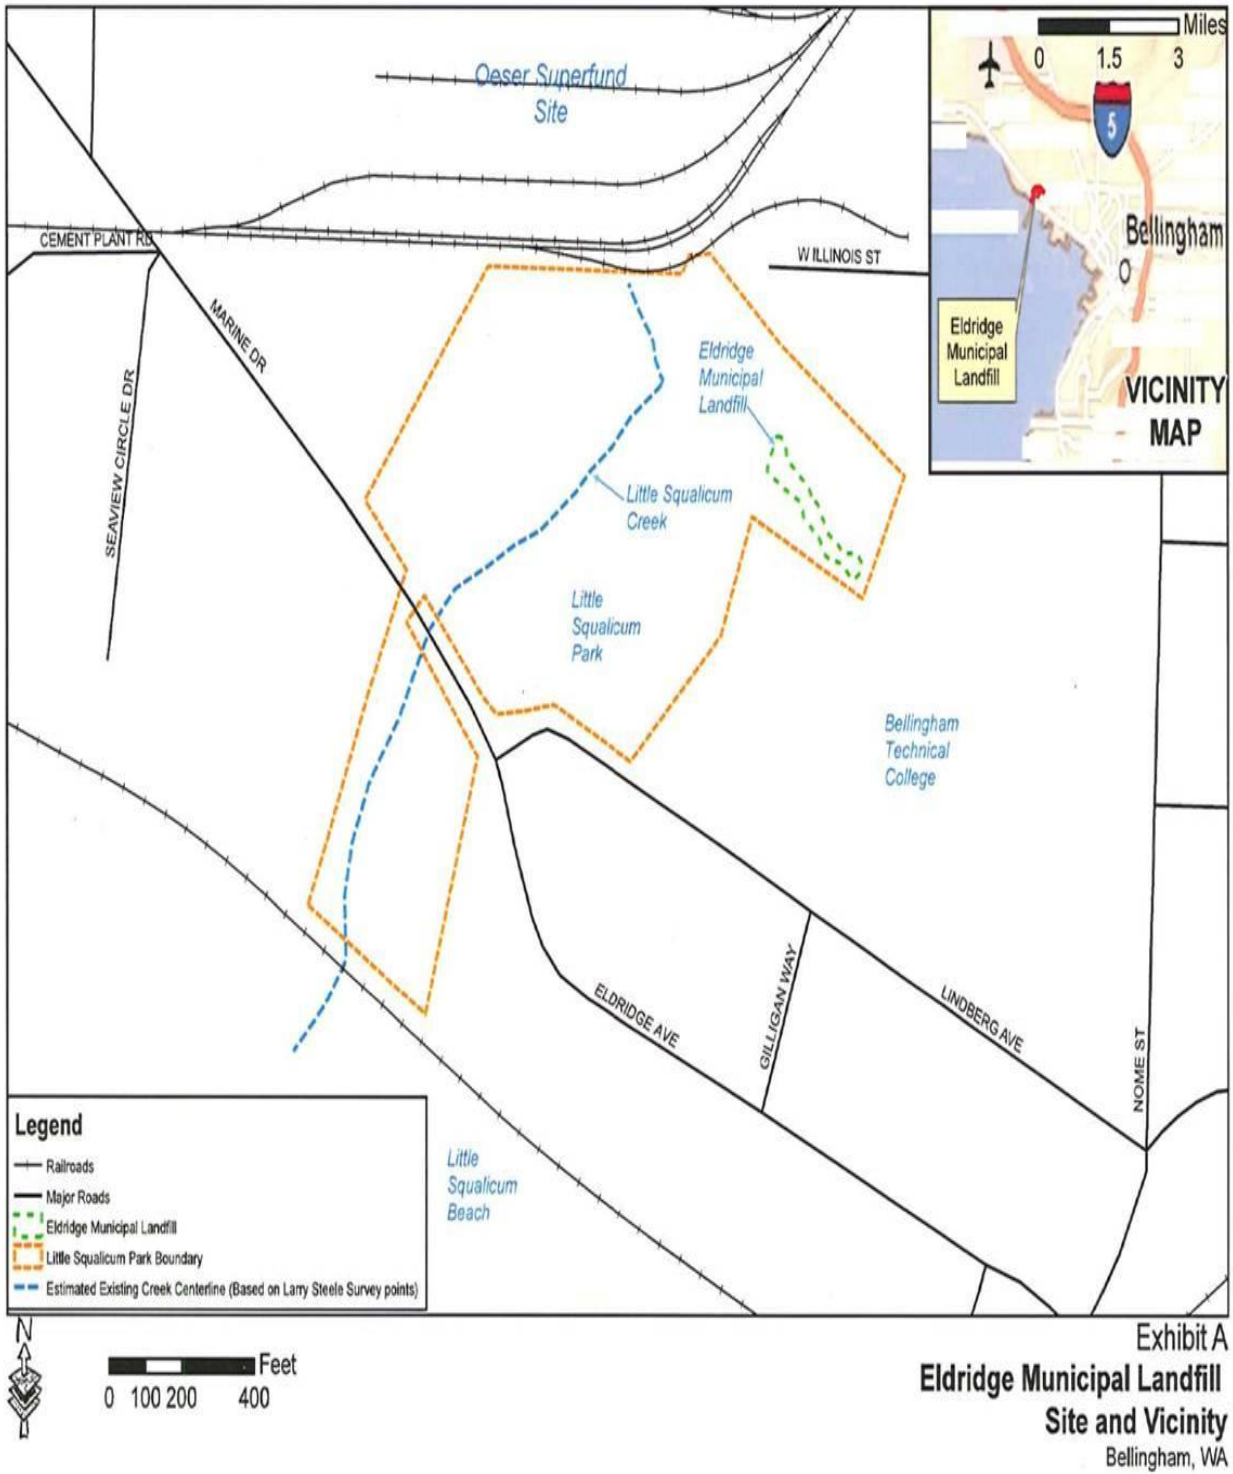 Oeser Superfund
Site
Miles
0 1.5 3
5
Bellingham
Eldridge
Municipal
Landfill
VICINITY
MAP
CEMENT PLANT RD
W ILLINOIS ST
MARINE DR
SEAVIEW CIRCLE DR
Eldridge
Municipal
Landfill
Little Squalicum
Creek
Little
Squalicum
Park
Bellingham
Technical
College
ELDRIDGE AVE
GILLIGAN WAY
LINDBERG AVE
NOME ST
Little
Squalicum
Beach
Legend
Railroads
Major Roads
Eldridge Municipal Landfill
Little Squalicum Park Boundary
Estimated Existing Creek Centerline (Based on Larry Steele Survey points)
N
Feet
0 100 200 400
Exhibit A
Eldridge Municipal Landfill
Site and Vicinity
Bellingham, WA